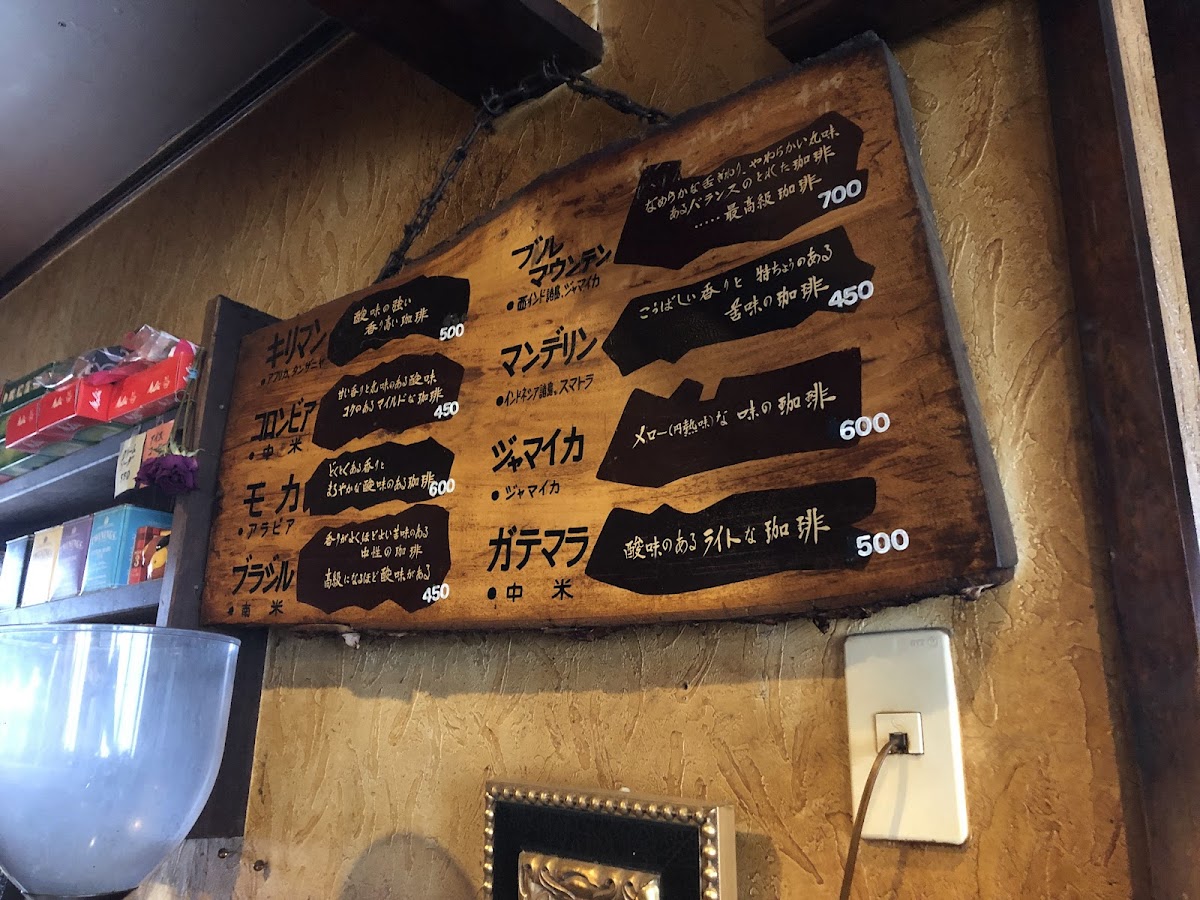 キリマン
●アフリカ、タンザニヤ
酸味の強い
香り高い珈琲
500
コロンビア
●中米
甘い香りと丸味のある酸味
コクのあるマイルドな珈琲
450
モカ
●アラビア
どくとくある香りと
まろやかな酸味のある珈琲
600
ブラジル
●南米
香りがよくほどよい苦味のある
中性の珈琲
高級になるほど酸味がある
450
ブルー
マウンテン
●西インド諸島、ジャマイカ
なめらかな舌ざわり、やわらかい丸味
あるバランスのとれた珈琲
.....最高級珈琲
700
マンデリン
●インドネシア諸島、スマトラ
こうばしい香りと 特ちょうのある
苦味の珈琲
450
ジャマイカ
●ジャマイカ
メロー(円熟味)な 味の珈琲
600
ガテマラ
●中米
酸味のあるライトな珈琲
500